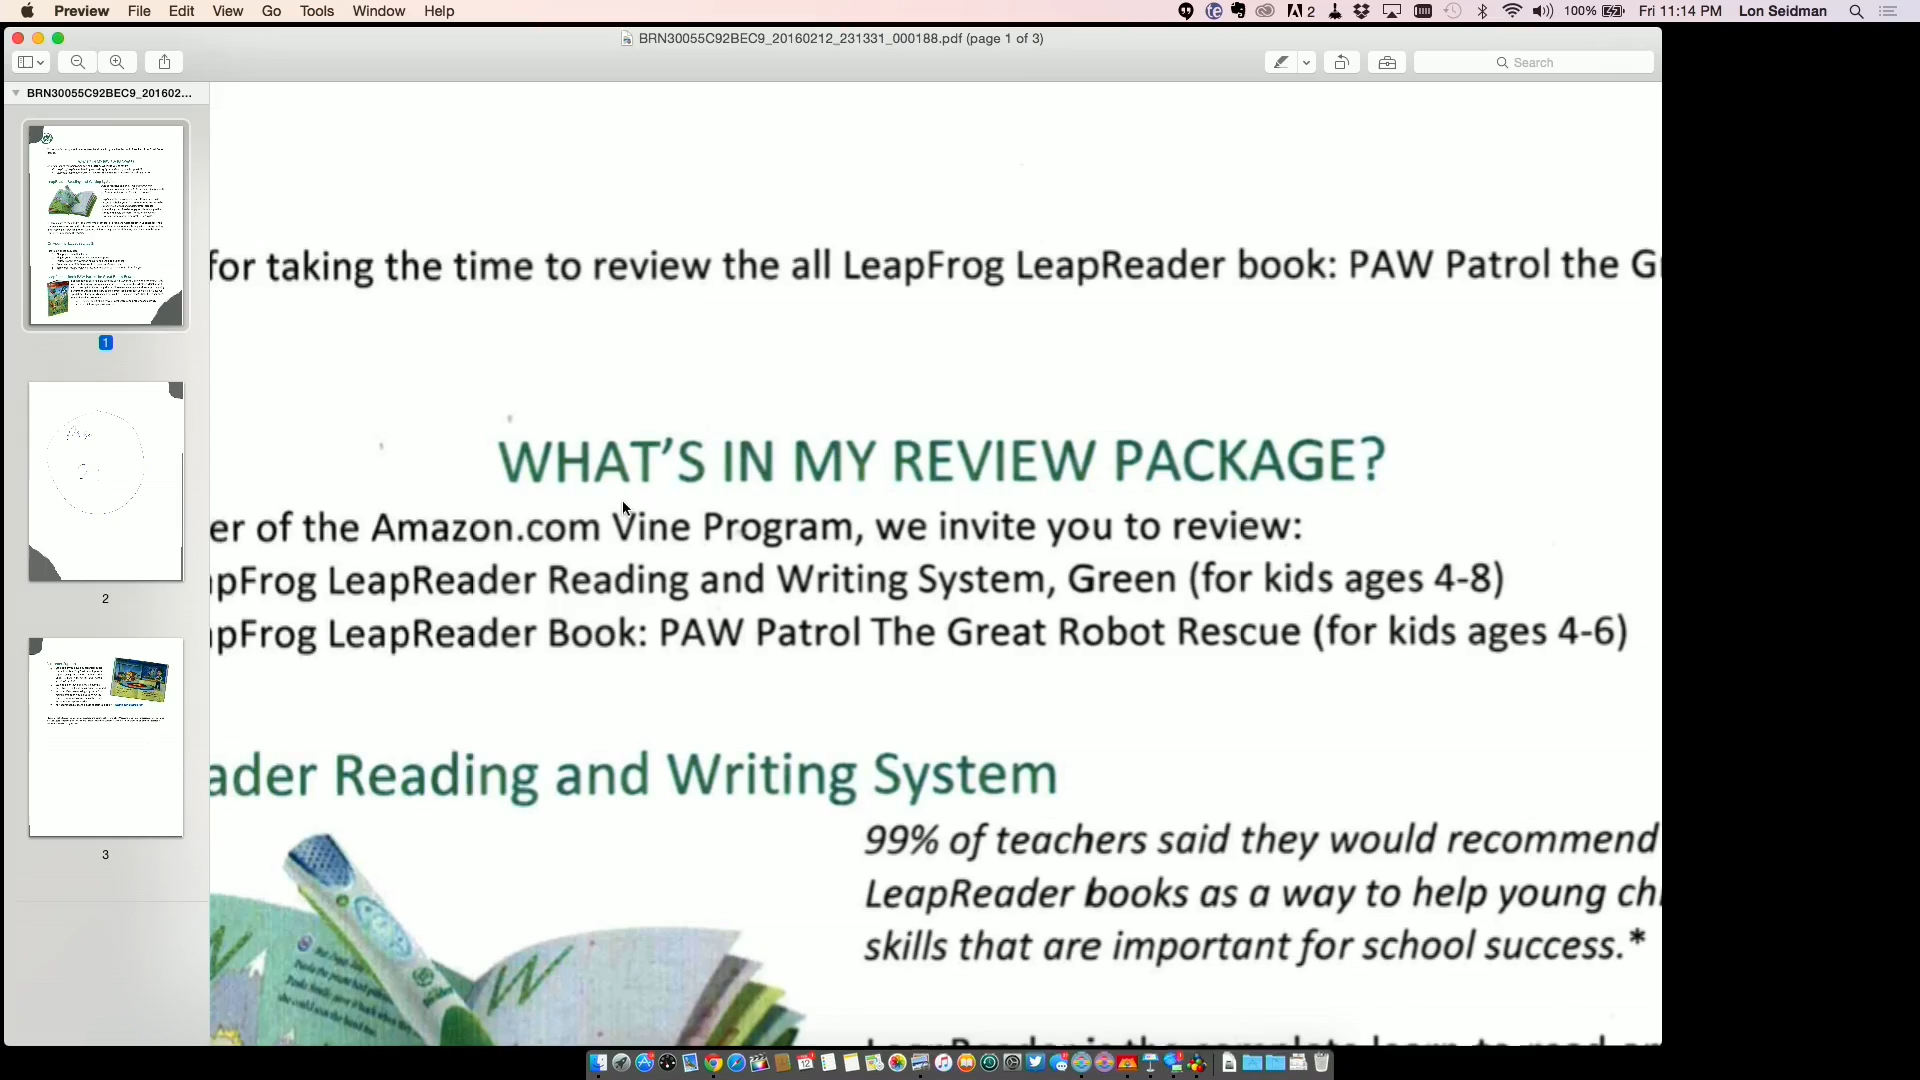 Preview File Edit View Go Tools Window Help
2 100% Fri 11:14 PM Lon Seidman
BRN30055C92BEC9_20160212_231331_000188.pdf (page 1 of 3)
Search
BRN30055C92BEC9_201602...
1
2
3
for taking the time to review the all LeapFrog LeapReader book: PAW Patrol the G
WHAT'S IN MY REVIEW PACKAGE?
er of the Amazon.com Vine Program, we invite you to review:
apFrog LeapReader Reading and Writing System, Green (for kids ages 4-8)
apFrog LeapReader Book: PAW Patrol The Great Robot Rescue (for kids ages 4-6)
ader Reading and Writing System
99% of teachers said they would recommend
LeapReader books as a way to help young ch
skills that are important for school success.*